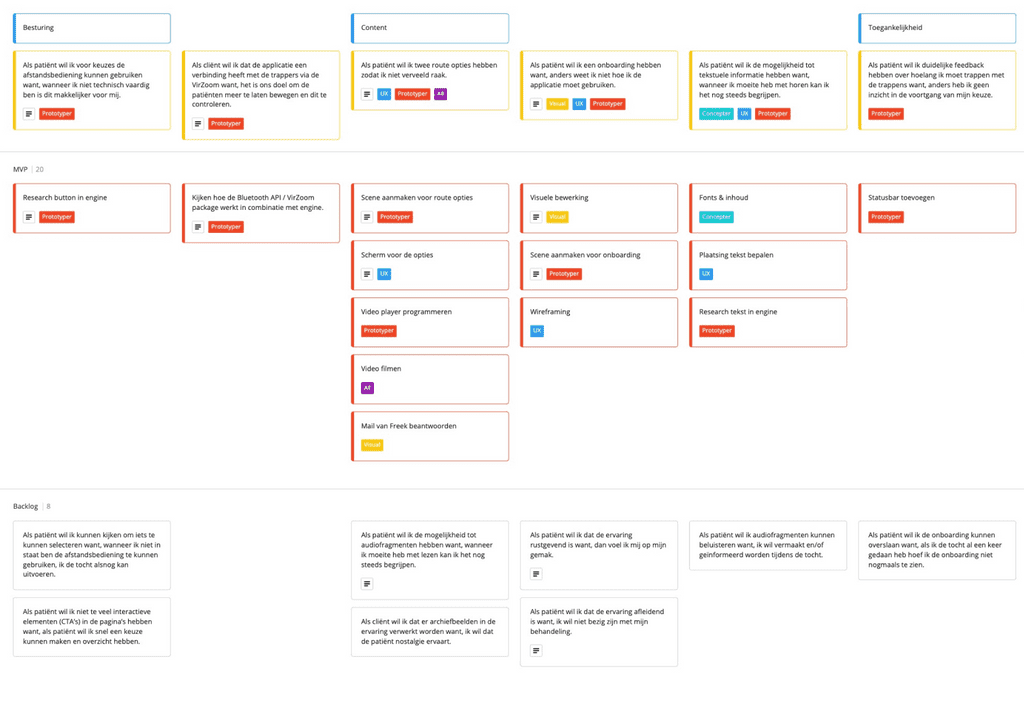 Besturing
Content
Toegankelijkheid
Als patiënt wil ik voor keuzes de
afstandsbediening kunnen gebruiken
want, wanneer ik niet technisch vaardig
ben is dit makkelijker voor mij.
Prototyper
Als cliënt wil ik dat de applicatie een
verbinding heeft met de trappers via de
VirZoom want, het is ons doel om de
patiënten meer te laten bewegen en dit te
controleren.
Prototyper
Als patiënt wil ik twee route opties hebben
zodat ik niet verveeld raak.
UX Prototyper AE
Als patiënt wil ik een onboarding hebben
want, anders weet ik niet hoe ik de
applicatie moet gebruiken.
Visual UX Prototyper
Als patiënt wil ik de mogelijkheid tot
tekstuele informatie hebben want,
wanneer ik moeite heb met horen kan ik
het nog steeds begrijpen.
Concepter UX Prototyper
Als patiënt wil ik duidelijke feedback
hebben over hoelang ik moet trappen met
de trappens want, anders heb ik geen
inzicht in de voortgang van mijn keuze.
Prototyper
MVP | 20
Research button in engine
Prototyper
Kijken hoe de Bluetooth API / VirZoom
package werkt in combinatie met engine.
Prototyper
Scene aanmaken voor route opties
Prototyper
Visuele bewerking
Visual
Fonts & inhoud
Concepter
Statusbar toevoegen
Prototyper
Scherm voor de opties
UX
Scene aanmaken voor onboarding
Prototyper
Plaatsing tekst bepalen
UX
Video player programmeren
Prototyper
Wireframing
UX
Research tekst in engine
Prototyper
Video filmen
AE
Mail van Freek beantwoorden
Visual
Backlog | 8
Als patiënt wil ik kunnen kijken om iets te
kunnen selecteren want, wanneer ik niet in
staat ben de afstandsbediening te kunnen
gebruiken, ik de tocht alsnog kan
uitvoeren.
Als patiënt wil ik de mogelijkheid tot
audiofragmenten hebben want, wanneer
ik moeite heb met lezen kan ik het nog
steeds begrijpen.
Als patiënt wil ik dat de ervaring
rustgevend is want, dan voel ik mij op mijn
gemak.
Als patiënt wil ik audiofragmenten kunnen
beluisteren want, ik wil vermaakt en/of
geïnformeerd worden tijdens de tocht.
Als patiënt wil ik de onboarding kunnen
overslaan want, als ik de tocht al een keer
gedaan heb hoef ik de onboarding niet
nogmaals te zien.
Als patiënt wil ik niet te veel interactieve
elementen (CTA's) in de pagina's hebben
want, als patiënt wil ik snel een keuze
kunnen maken en overzicht hebben.
Als cliënt wil ik dat er archiefbeelden in de
ervaring verwerkt worden want, ik wil dat
de patiënt nostalgie ervaart.
Als patiënt wil ik dat de ervaring afleidend
is want, ik wil niet bezig zijn met mijn
behandeling.